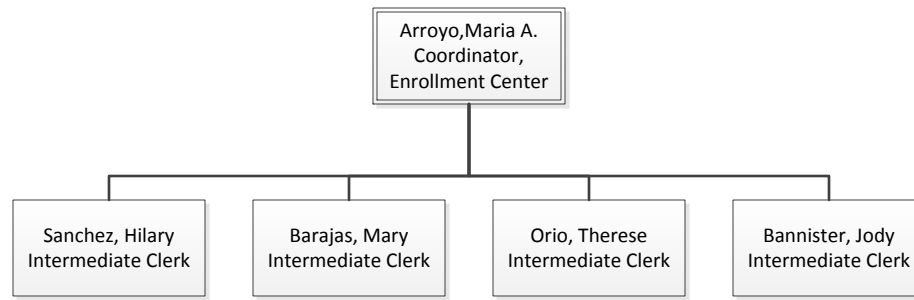 Arroyo,Maria A.
Coordinator,
Enrollment Center
Sanchez, Hilary
Intermediate Clerk
Barajas, Mary
Intermediate Clerk
Orio, Therese
Intermediate Clerk
Bannister, Jody
Intermediate Clerk